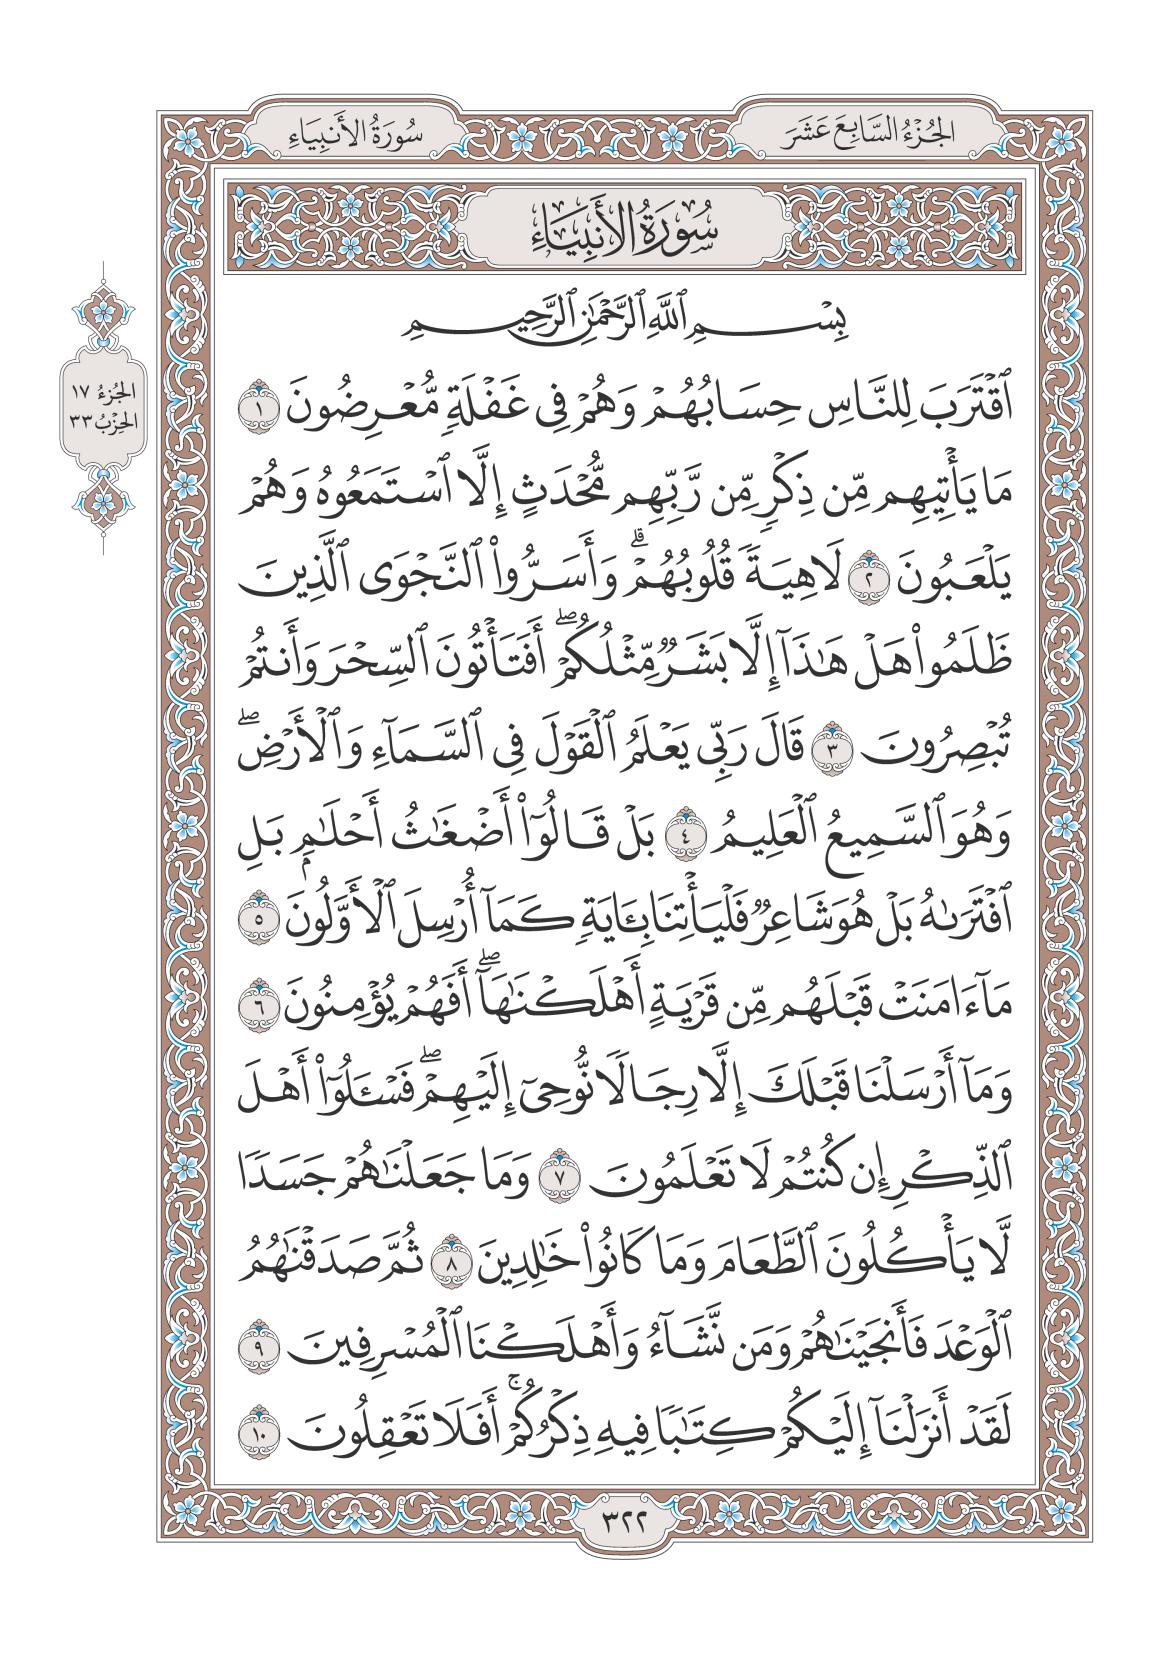 الجُزْءُ السَّابِعَ عَشَرَ
سُورَةُ الأَنبِيَاءِ
سُورَةُ الأَنبِيَاءِ
بِسْمِ ٱللَّهِ ٱلرَّحْمَٰنِ ٱلرَّحِيمِ
الجُزءُ ١٧
الحِزْبُ ٣٣
ٱقْتَرَبَ لِلنَّاسِ حِسَابُهُمْ وَهُمْ فِى غَفْلَةٍ مُّعْرِضُونَ ١
مَا يَأْتِيهِم مِّن ذِكْرٍ مِّن رَّبِّهِم مُّحْدَثٍ إِلَّا ٱسْتَمَعُوهُ وَهُمْ
يَلْعَبُونَ ٢ لَاهِيَةً قُلُوبُهُمْ ۗ وَأَسَرُّوا۟ ٱلنَّجْوَى ٱلَّذِينَ
ظَلَمُوا۟ هَلْ هَٰذَآ إِلَّا بَشَرٌ مِّثْلُكُمْ ۖ أَفَتَأْتُونَ ٱلسِّحْرَ وَأَنتُمْ
تُبْصِرُونَ ٣ قَالَ رَبِّى يَعْلَمُ ٱلْقَوْلَ فِى ٱلسَّمَآءِ وَٱلْأَرْضِ ۖ
وَهُوَ ٱلسَّمِيعُ ٱلْعَلِيمُ ٤ بَلْ قَالُوٓا۟ أَضْغَٰثُ أَحْلَٰمٍۭ بَلِ
ٱفْتَرَىٰهُ بَلْ هُوَ شَاعِرٌ فَلْيَأْتِنَا بِـَٔايَةٍ كَمَآ أُرْسِلَ ٱلْأَوَّلُونَ ٥
مَآ ءَامَنَتْ قَبْلَهُم مِّن قَرْيَةٍ أَهْلَكْنَٰهَآ ۖ أَفَهُمْ يُؤْمِنُونَ ٦
وَمَآ أَرْسَلْنَا قَبْلَكَ إِلَّا رِجَالًا نُّوحِىٓ إِلَيْهِمْ ۖ فَسْـَٔلُوٓا۟ أَهْلَ
ٱلذِّكْرِ إِن كُنتُمْ لَا تَعْلَمُونَ ٧ وَمَا جَعَلْنَٰهُمْ جَسَدًا
لَّا يَأْكُلُونَ ٱلطَّعَامَ وَمَا كَانُوا۟ خَٰلِدِينَ ٨ ثُمَّ صَدَقْنَٰهُمُ
ٱلْوَعْدَ فَأَنجَيْنَٰهُمْ وَمَن نَّشَآءُ وَأَهْلَكْنَا ٱلْمُسْرِفِينَ ٩
لَقَدْ أَنزَلْنَآ إِلَيْكُمْ كِتَٰبًا فِيهِ ذِكْرُكُمْ ۚ أَفَلَا تَعْقِلُونَ ١٠
٣٢٢